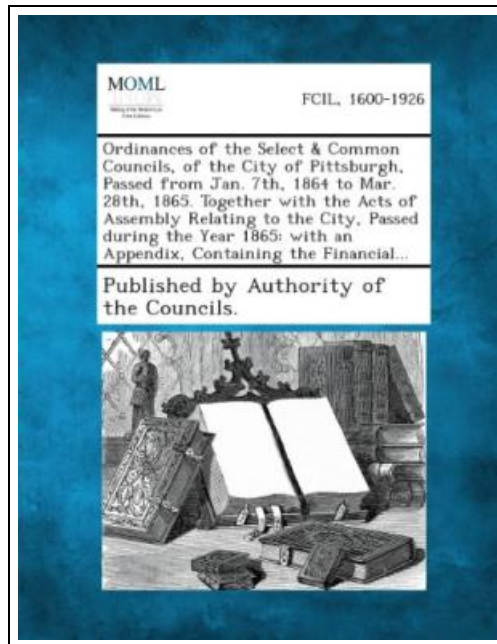 MOML
FCIL, 1600-1926
Ordinances of the Select & Common
Councils, of the City of Pittsburgh,
Passed from Jan. 7th, 1864 to Mar.
28th, 1865. Together with the Acts of
Assembly Relating to the City, Passed
during the Year 1865: with an
Appendix, Containing the Financial...
Published by Authority of
the Councils.